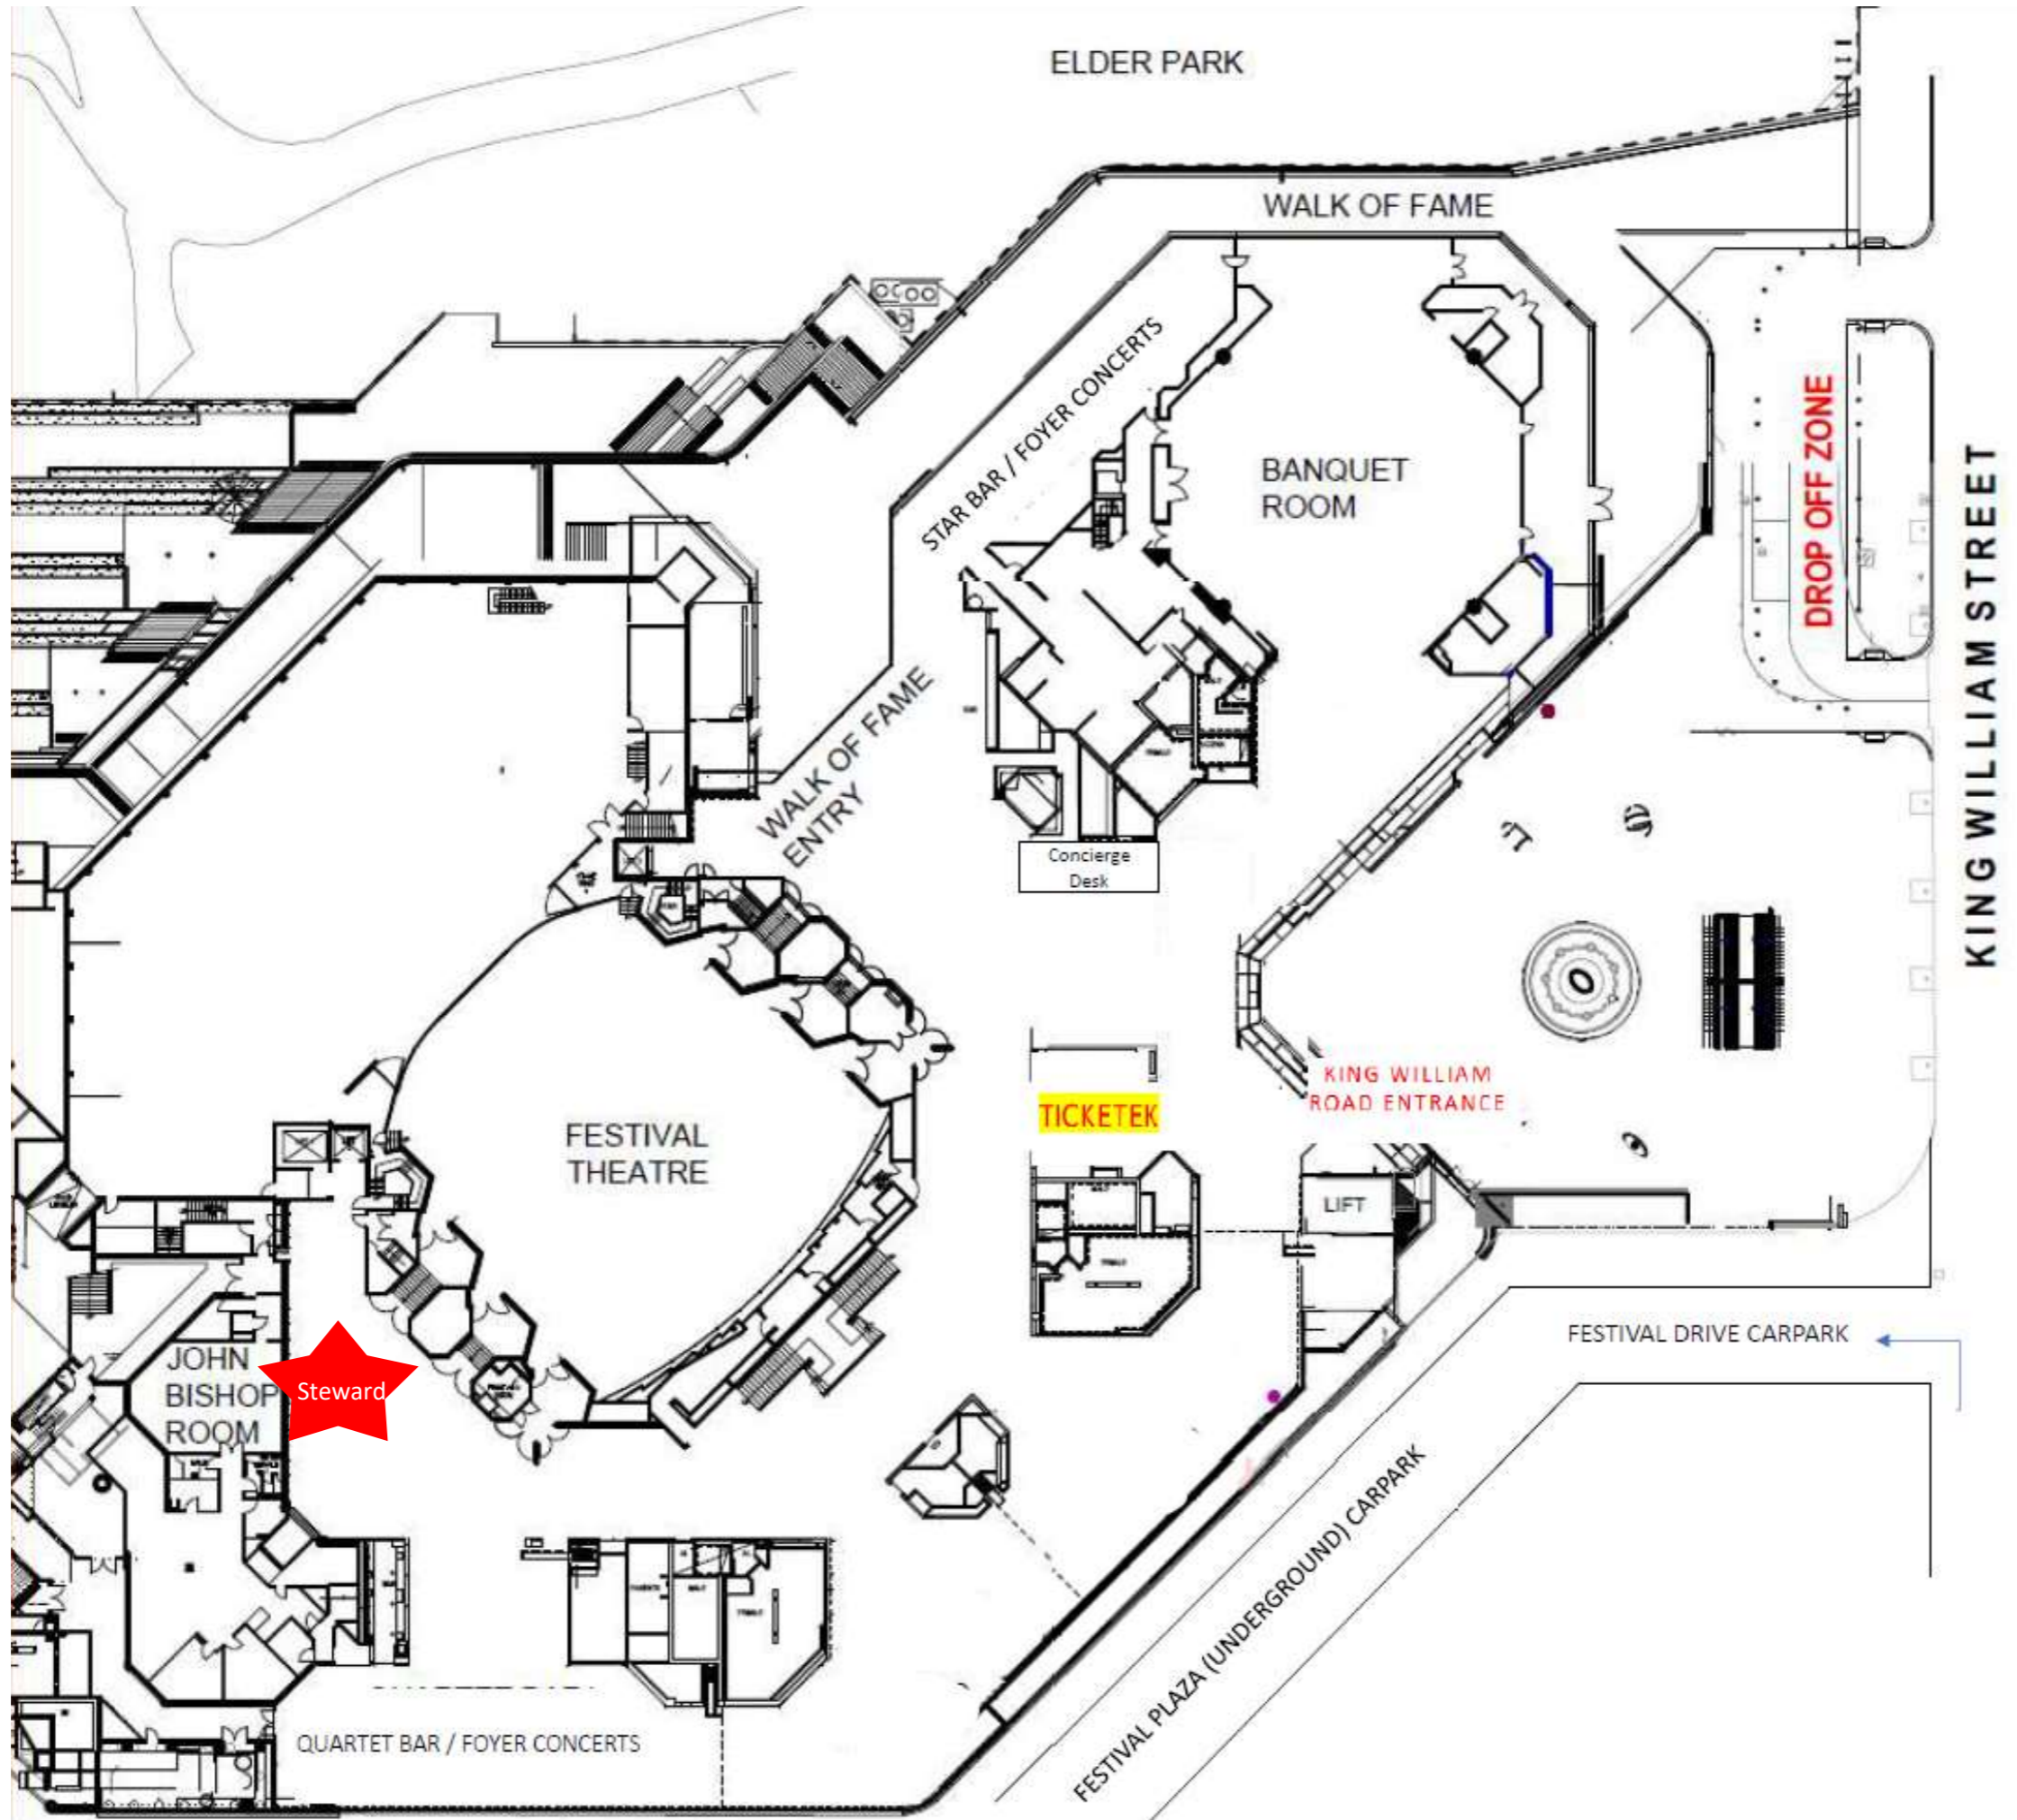 ELDER PARK
WALK OF FAME
STAR BAR / FOYER CONCERTS
BANQUET
ROOM
DROP OFF ZONE
KING WILLIAM STREET
WALK OF FAME
ENTRY
Concierge
Desk
KING WILLIAM
ROAD ENTRANCE
TICKETEK
FESTIVAL
THEATRE
LIFT
FESTIVAL DRIVE CARPARK
JOHN
BISHOP
ROOM
Steward
FESTIVAL PLAZA (UNDERGROUND) CARPARK
QUARTET BAR / FOYER CONCERTS